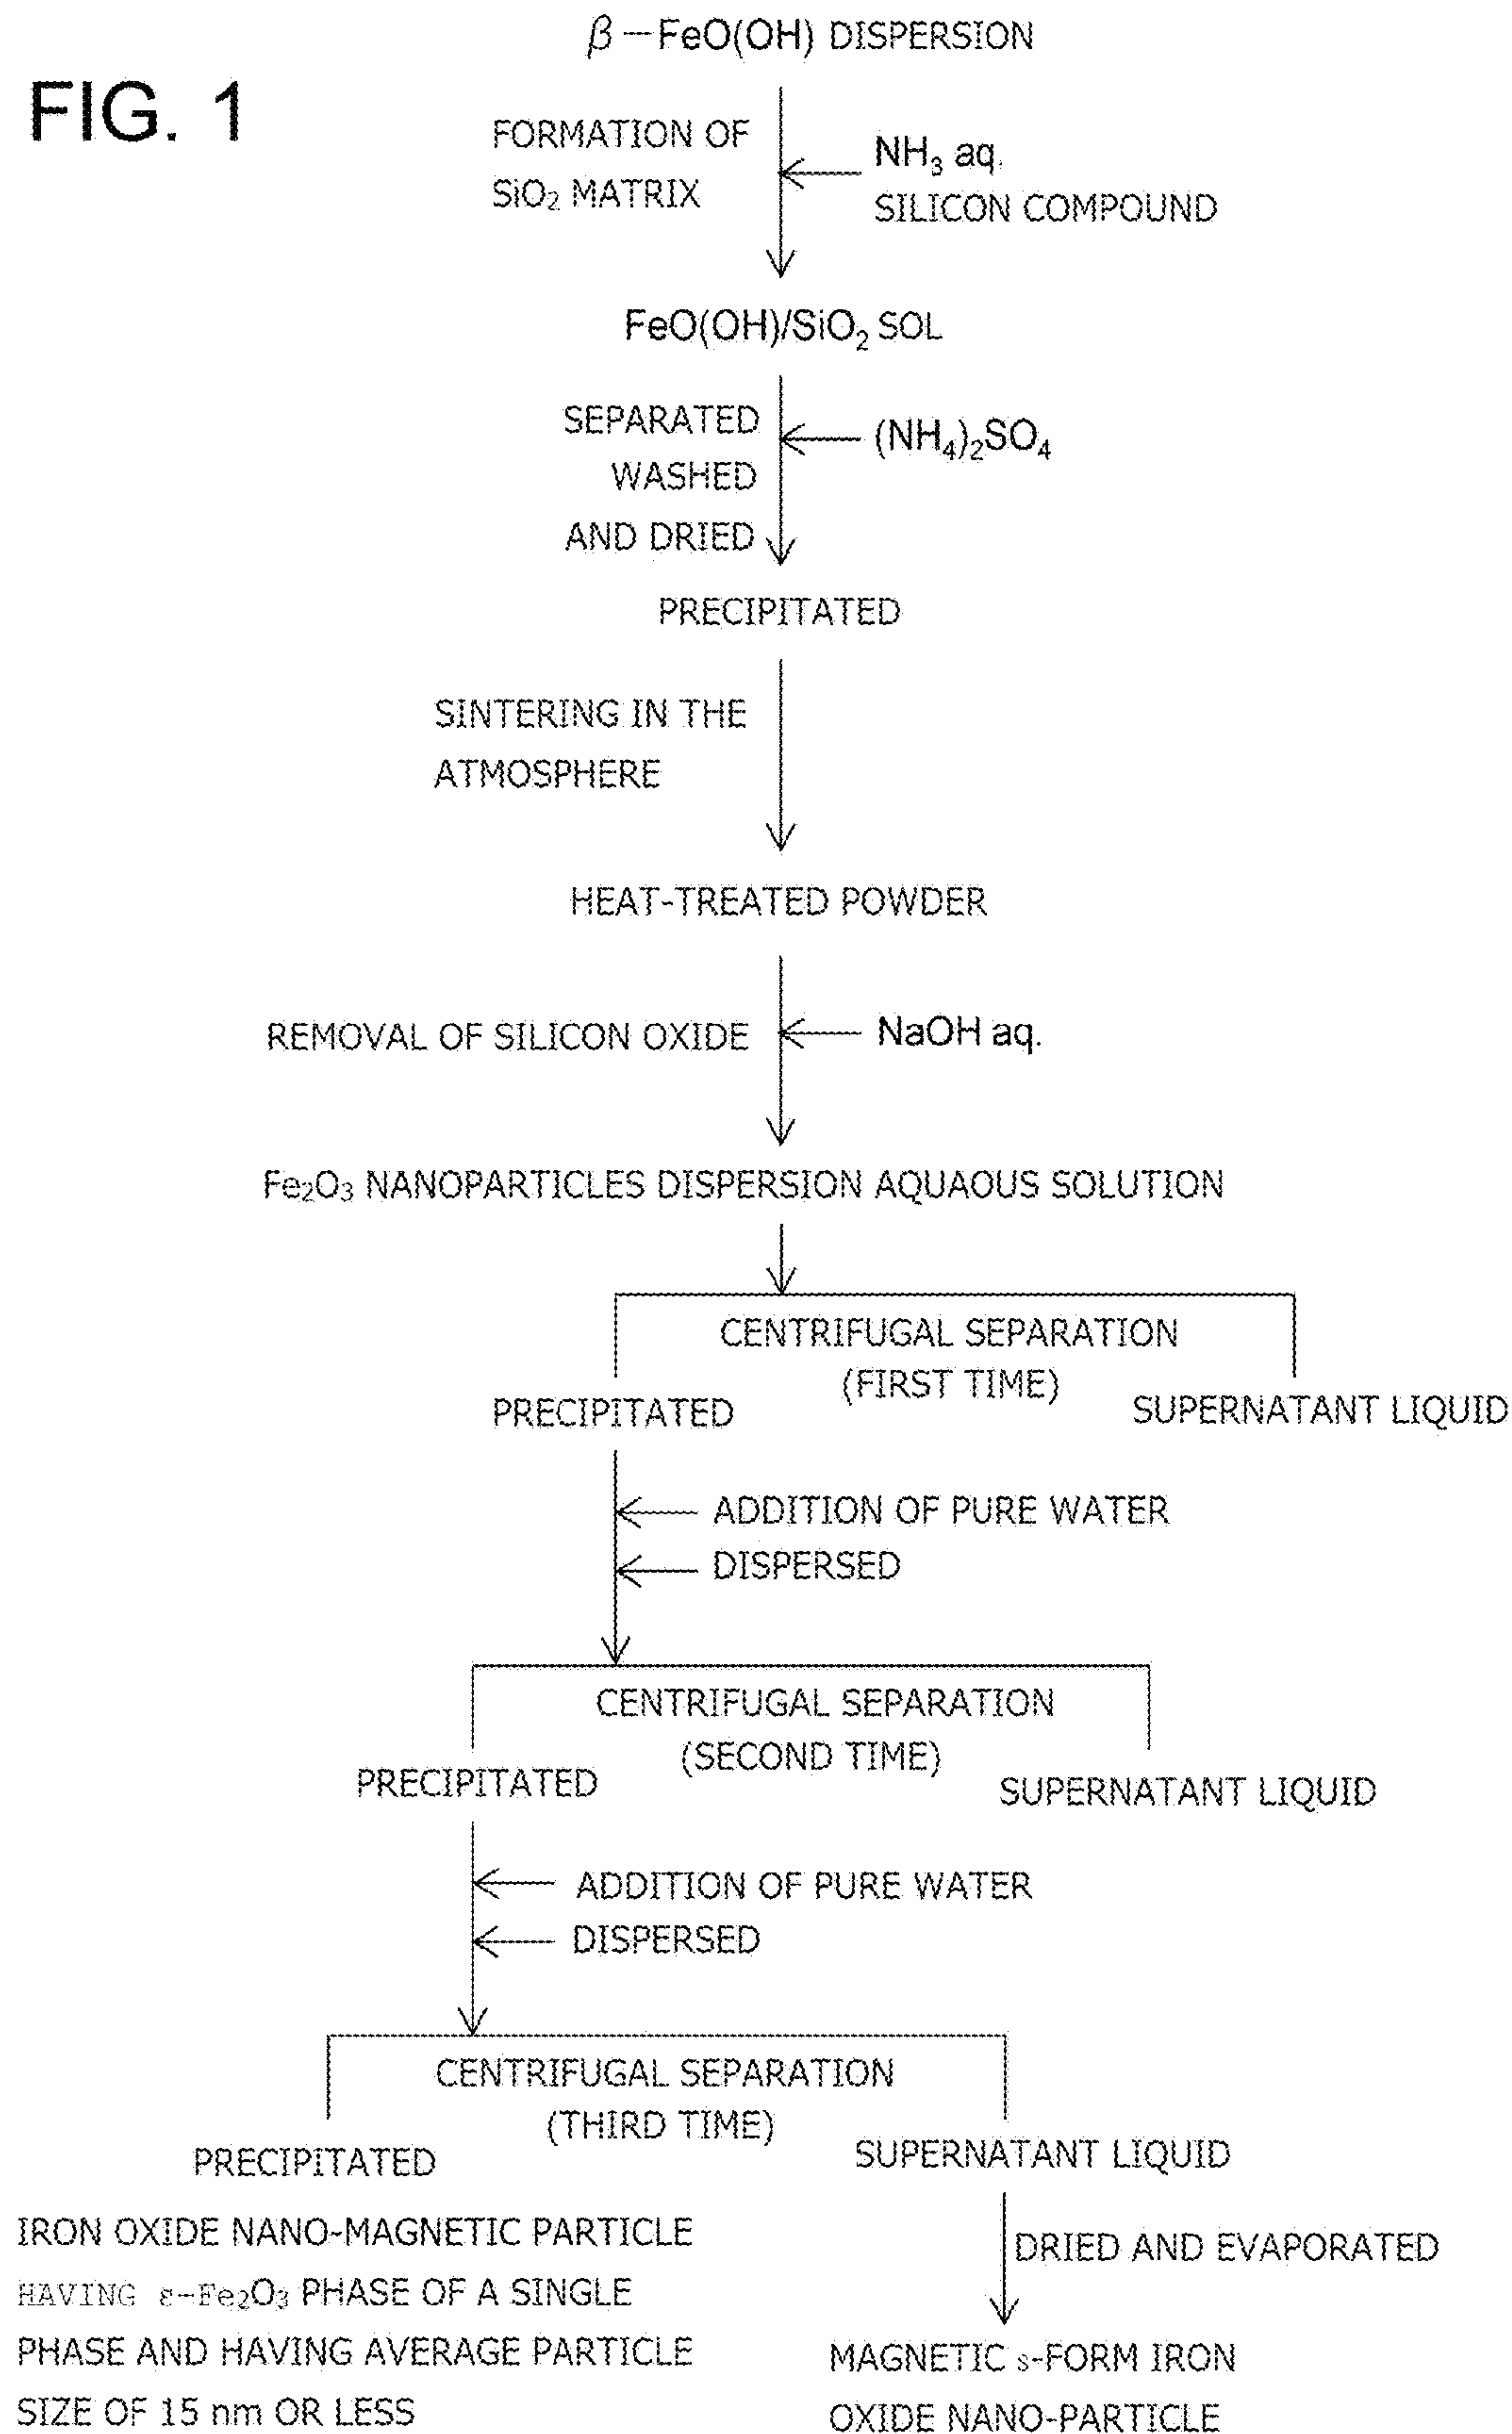 FIG. 1
β—FeO(OH) DISPERSION
FORMATION OF
SiO₂ MATRIX
NH₃ aq.
SILICON COMPOUND
FeO(OH)/SiO₂ SOL
SEPARATED
WASHED
AND DRIED
(NH₄)₂SO₄
PRECIPITATED
SINTERING IN THE
ATMOSPHERE
HEAT-TREATED POWDER
REMOVAL OF SILICON OXIDE
NaOH aq.
Fe₂O₃ NANOPARTICLES DISPERSION AQUAOUS SOLUTION
CENTRIFUGAL SEPARATION
(FIRST TIME)
PRECIPITATED
SUPERNATANT LIQUID
ADDITION OF PURE WATER
DISPERSED
CENTRIFUGAL SEPARATION
(SECOND TIME)
PRECIPITATED
SUPERNATANT LIQUID
ADDITION OF PURE WATER
DISPERSED
CENTRIFUGAL SEPARATION
(THIRD TIME)
PRECIPITATED
SUPERNATANT LIQUID
IRON OXIDE NANO-MAGNETIC PARTICLE
HAVING ε-Fe₂O₃ PHASE OF A SINGLE
PHASE AND HAVING AVERAGE PARTICLE
SIZE OF 15 nm OR LESS
DRIED AND EVAPORATED
MAGNETIC s-FORM IRON
OXIDE NANO-PARTICLE